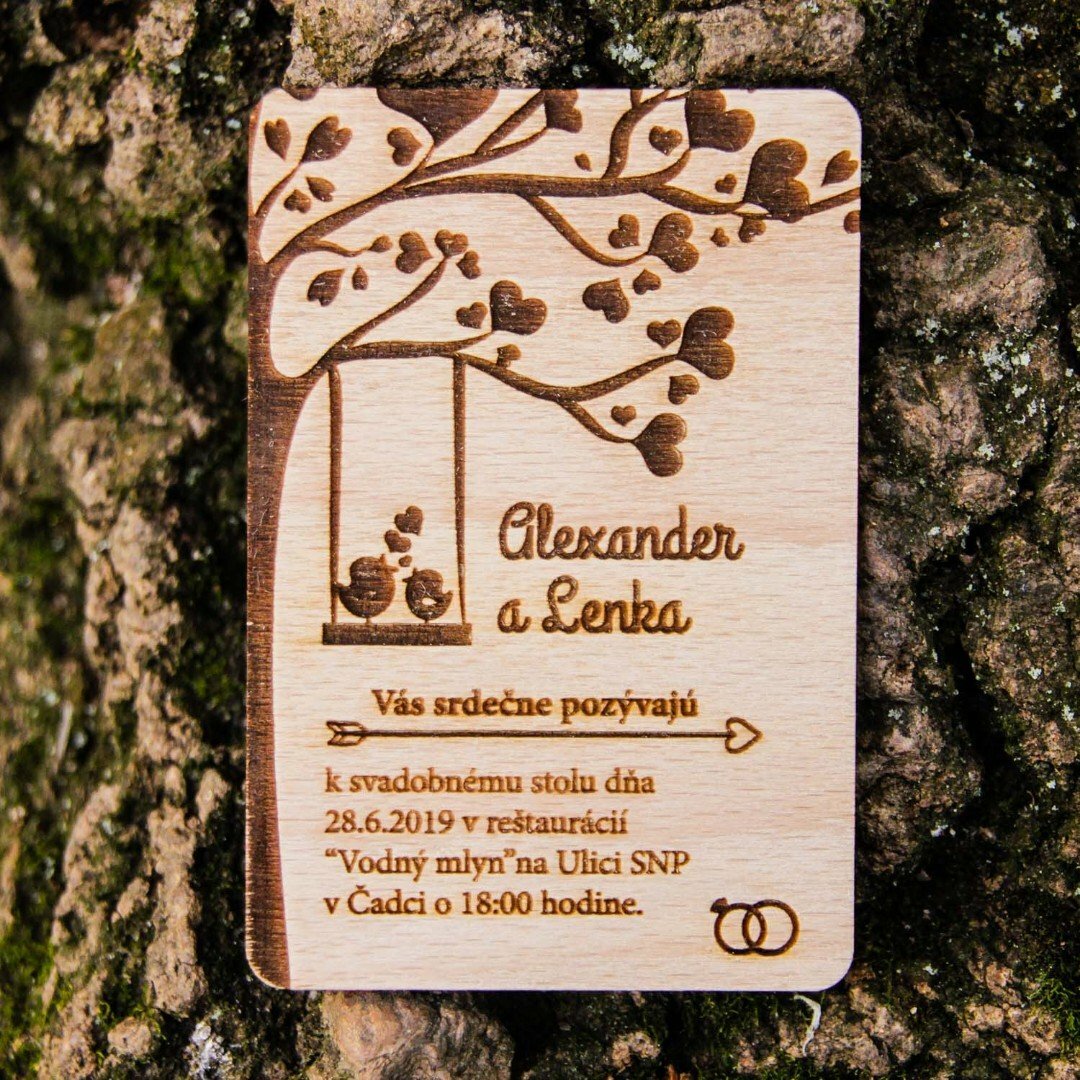 Alexander
a Lenka
Vás srdečne pozývajú
k svadobnému stolu dňa
28.6.2019 v reštaurácií
“Vodný mlyn”na Ulici SNP
v Čadci o 18:00 hodine.